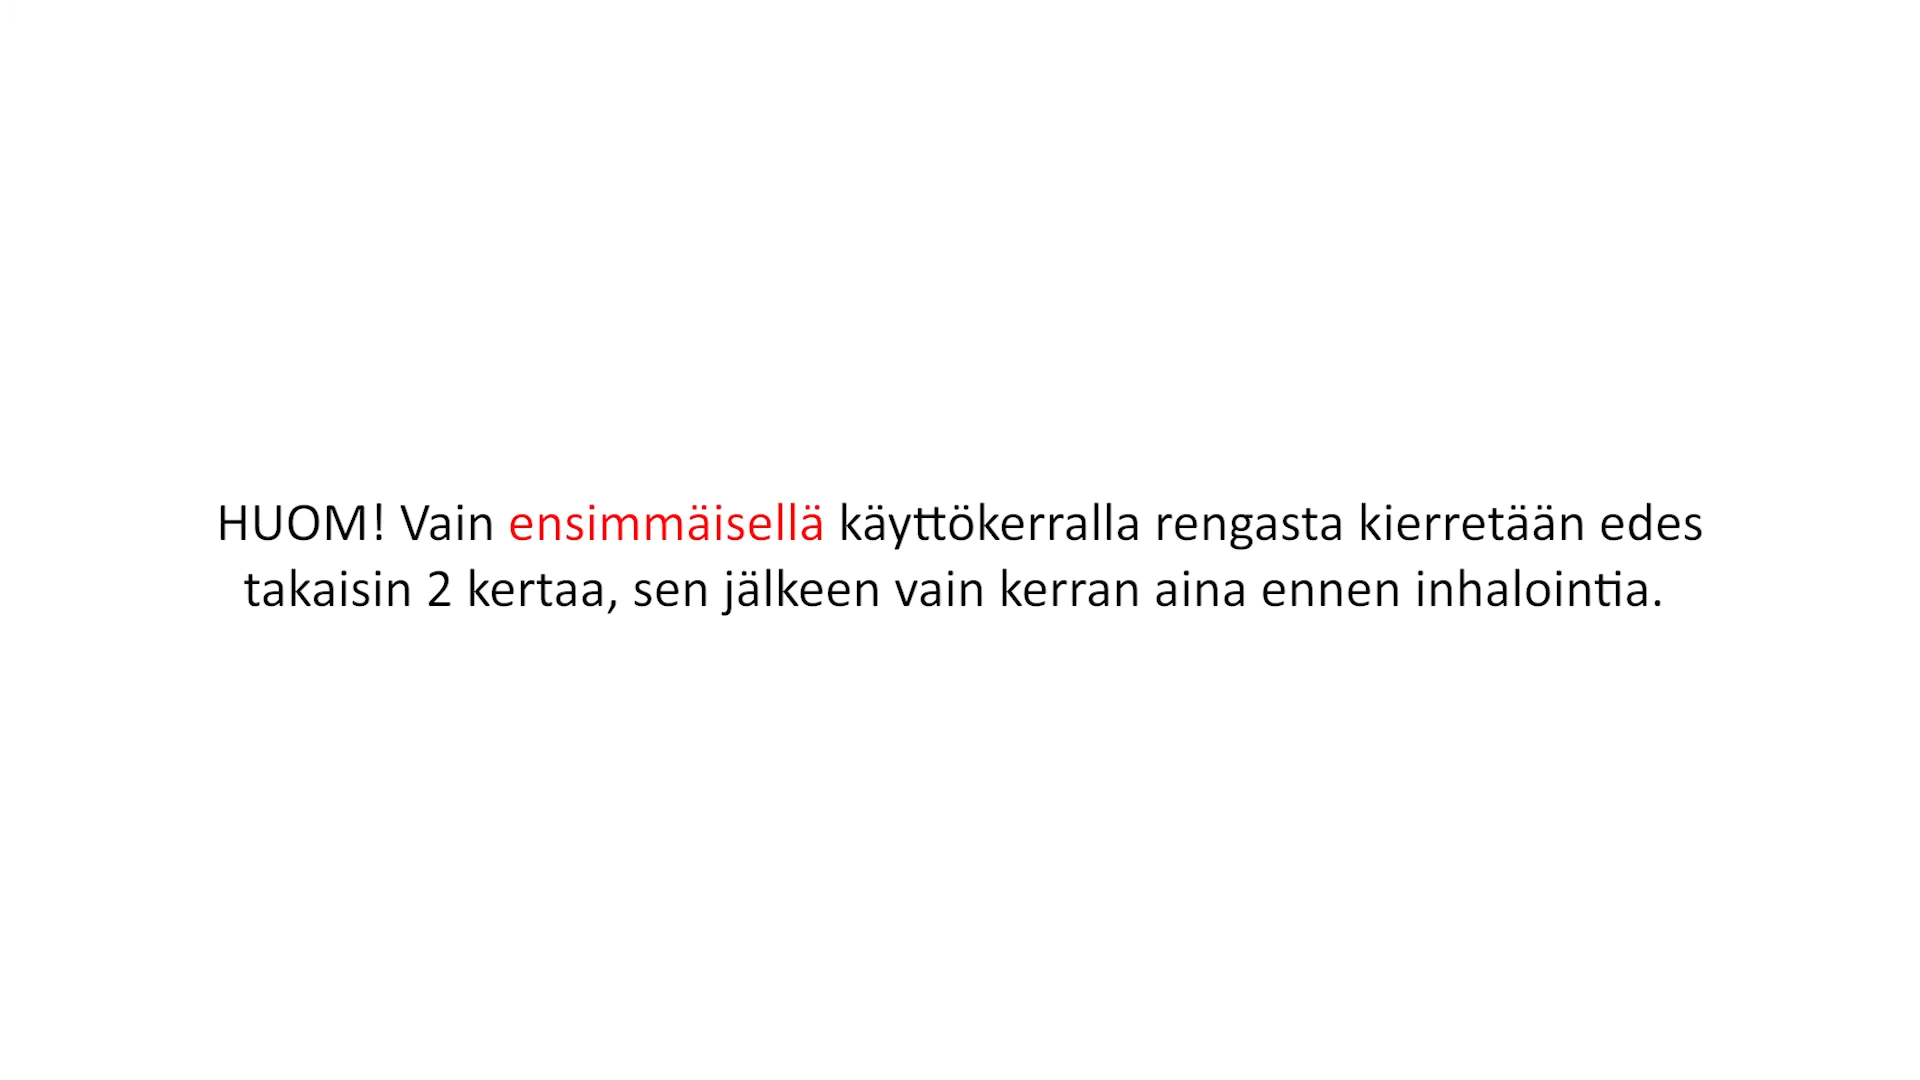 HUOM! Vain ensimmäisellä käyttökerralla rengasta kierretään edes
takaisin 2 kertaa, sen jälkeen vain kerran aina ennen inhalointia.